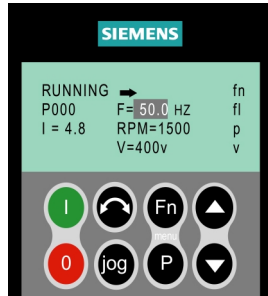 SIEMENS
RUNNING fn
P000 F= 50.0 HZ fl
I = 4.8 RPM=1500 p
V=400v v
I Fn
menu
0 jog P